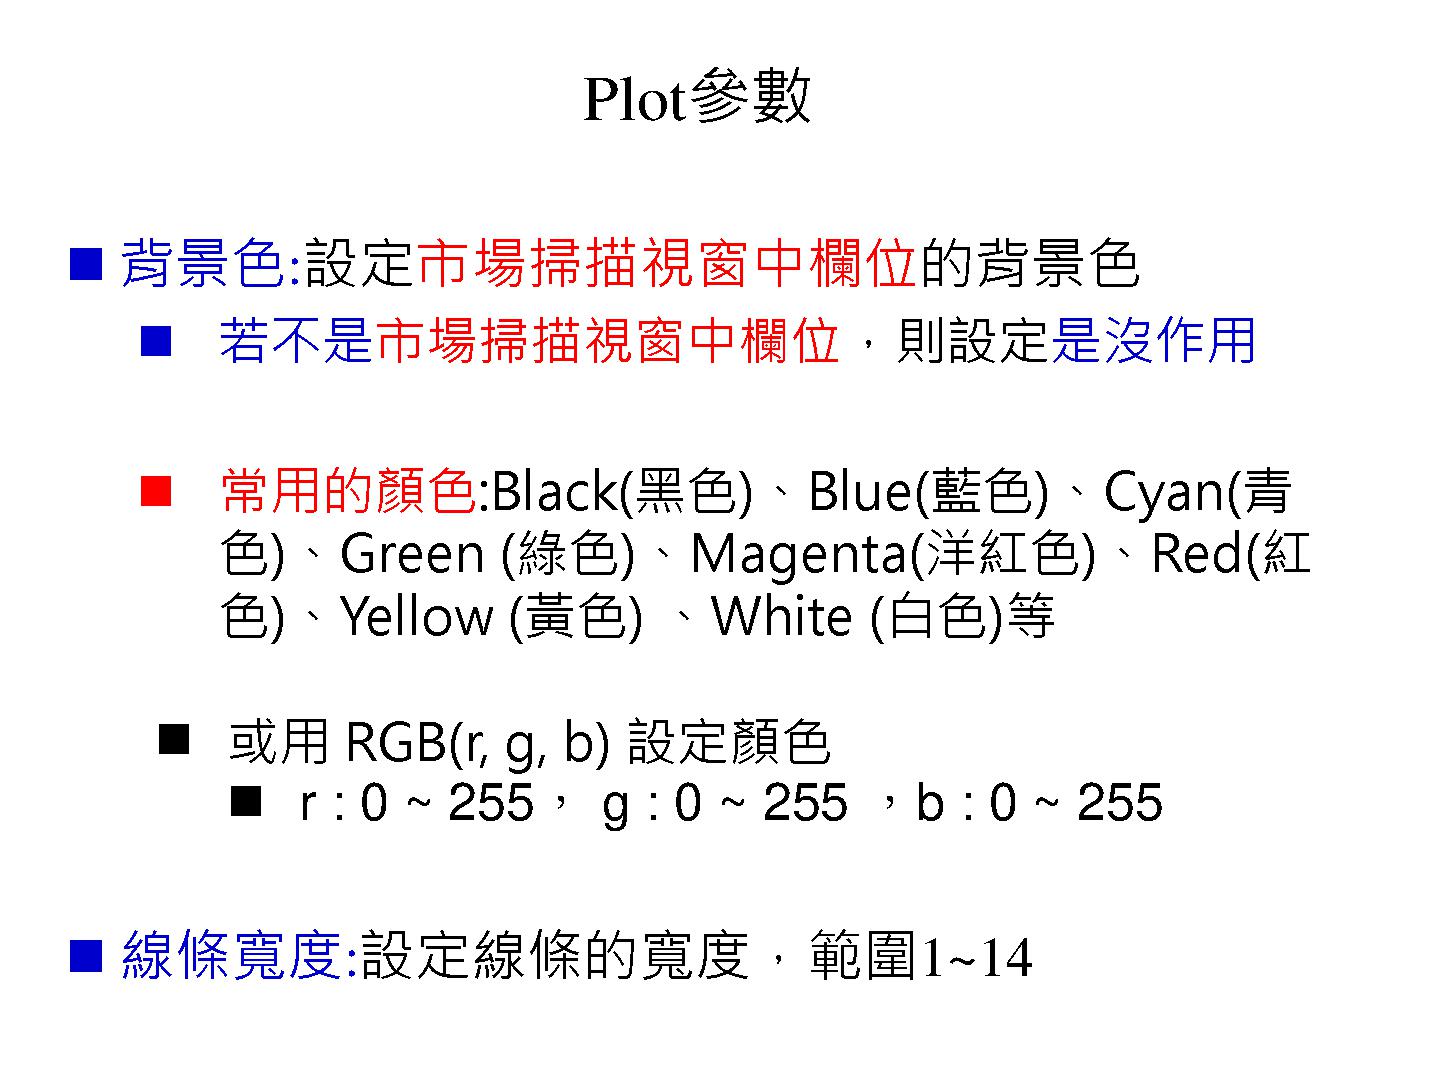 Plot參數
背景色:設定市場掃描視窗中欄位的背景色
若不是市場掃描視窗中欄位，則設定是沒作用
常用的顏色:Black(黑色)、Blue(藍色)、Cyan(青
色)、Green (綠色)、Magenta(洋紅色)、Red(紅
色)、Yellow (黃色) 、White (白色)等
或用 RGB(r, g, b) 設定顏色
r : 0 ~ 255， g : 0 ~ 255 ，b : 0 ~ 255
線條寬度:設定線條的寬度，範圍1~14